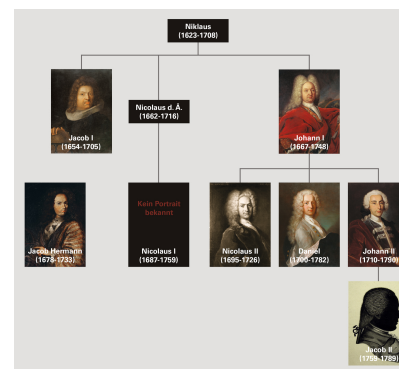 Niklaus
(1623-1708)
Jacob I
(1654-1705)
Nicolaus d. Ä.
(1662-1716)
Johann I
(1667-1748)
Jacob Hermann
(1678-1733)
Kein Portrait
bekannt
Nicolaus I
(1687-1759)
Nicolaus II
(1695-1726)
Daniel
(1700-1782)
Johann II
(1710-1790)
Jacob II
(1759-1789)